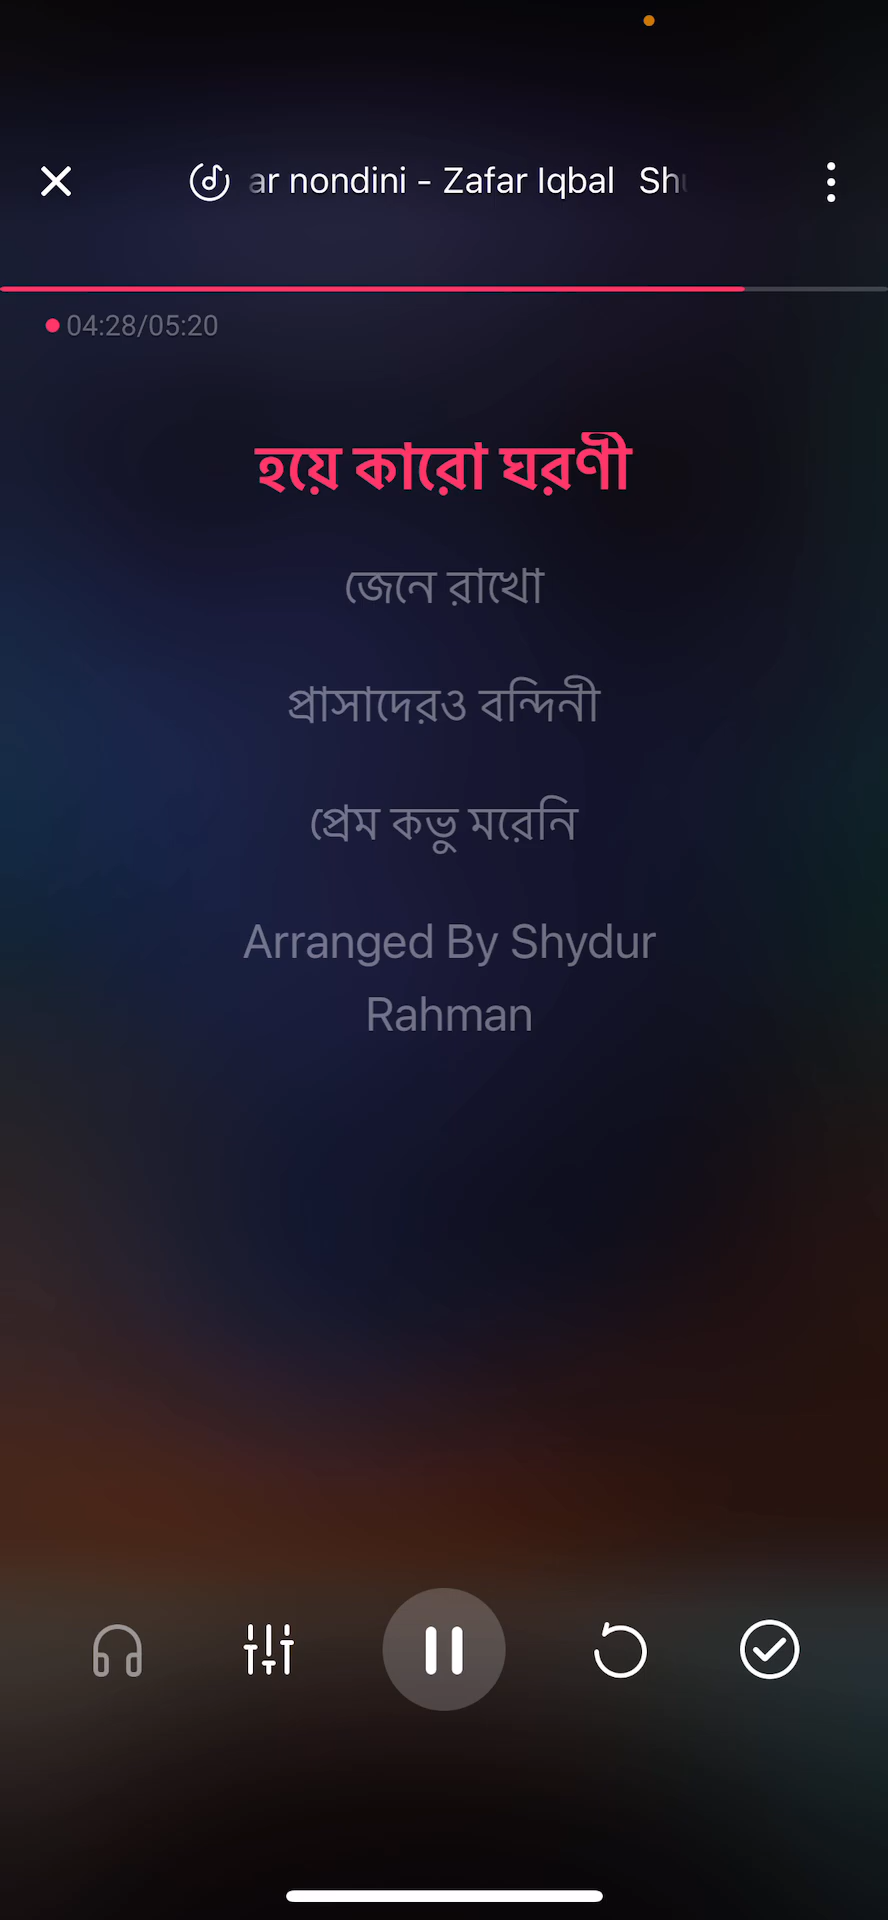 ar nondini - Zafar Iqbal Sh
04:28/05:20
হয়ে কারো ঘরণী
জেনে রাখো
প্রাসাদেরও বন্দিনী
প্রেম কভু মরেনি
Arranged By Shydur
Rahman